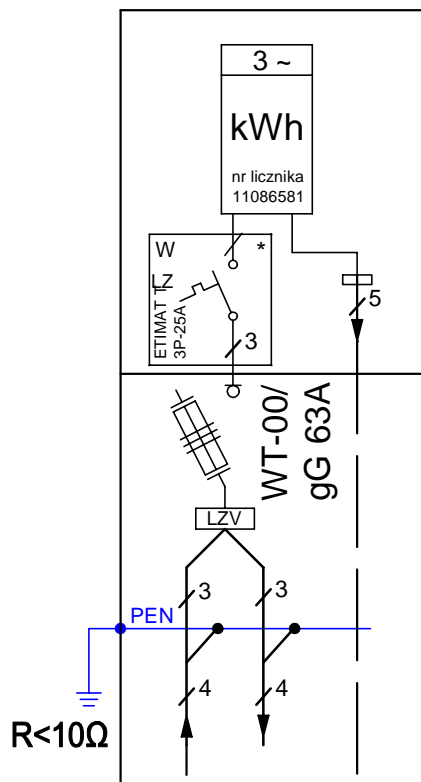 3 ~
kWh
nr licznika
11086581
W
*
LZ
ETIMAT T
3P-25A
3
5
WT-00/
gG 63A
LZV
3
3
PEN
4
4
R<10Ω